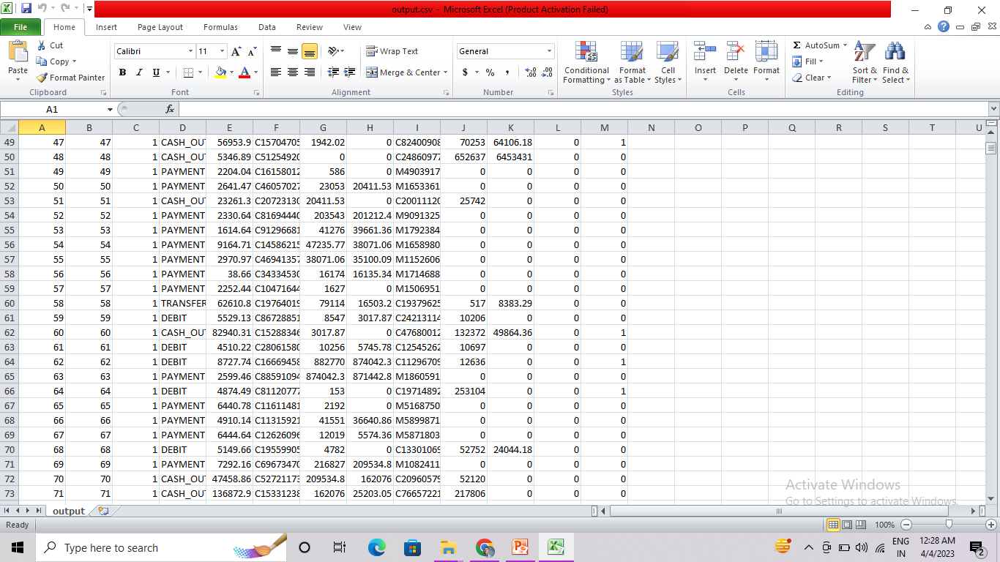 output.csv - Microsoft Excel (Product Activation Failed)
File Home Insert Page Layout Formulas Data Review View
Paste Cut Copy Format Painter Clipboard
Calibri 11 A A B I U A Font
Wrap Text Merge & Center Alignment
General $ % , Number
Conditional Formatting Format as Table Cell Styles Styles
Insert Delete Format Cells
Σ AutoSum Fill Clear Sort & Filter Find & Select Editing
A1 fx
A B C D E F G H I J K L M N O P Q R S T U
49 47 47 1 CASH_OUT 56953.9 C15704705 1942.02 0 C82400908 70253 64106.18 0 1
50 48 48 1 CASH_OUT 5346.89 C51254920 0 0 C24860977 652637 6453431 0 0
51 49 49 1 PAYMENT 2204.04 C16158012 586 0 M4903917 0 0 0 0
52 50 50 1 PAYMENT 2641.47 C46057027 23053 20411.53 M1653361 0 0 0 0
53 51 51 1 CASH_OUT 23261.3 C20723130 20411.53 0 C20011120 25742 0 0 0
54 52 52 1 PAYMENT 2330.64 C81694440 203543 201212.4 M9091325 0 0 0 0
55 53 53 1 PAYMENT 1614.64 C91296681 41276 39661.36 M1792384 0 0 0 0
56 54 54 1 PAYMENT 9164.71 C14586215 47235.77 38071.06 M1658980 0 0 0 0
57 55 55 1 PAYMENT 2970.97 C46941357 38071.06 35100.09 M1152606 0 0 0 0
58 56 56 1 PAYMENT 38.66 C34334530 16174 16135.34 M1714688 0 0 0 0
59 57 57 1 PAYMENT 2252.44 C10471644 1627 0 M1506951 0 0 0 0
60 58 58 1 TRANSFER 62610.8 C19764019 79114 16503.2 C19379625 517 8383.29 0 0
61 59 59 1 DEBIT 5529.13 C86728851 8547 3017.87 C24213114 10206 0 0 0
62 60 60 1 CASH_OUT 82940.31 C15288346 3017.87 0 C47680012 132372 49864.36 0 1
63 61 61 1 DEBIT 4510.22 C28061580 10256 5745.78 C12545262 10697 0 0 0
64 62 62 1 DEBIT 8727.74 C16669458 882770 874042.3 C11296709 12636 0 0 1
65 63 63 1 PAYMENT 2599.46 C88591094 874042.3 871442.8 M1860591 0 0 0 0
66 64 64 1 DEBIT 4874.49 C81120777 153 0 C19714892 253104 0 0 1
67 65 65 1 PAYMENT 6440.78 C11611481 2192 0 M5168750 0 0 0 0
68 66 66 1 PAYMENT 4910.14 C11315921 41551 36640.86 M5899871 0 0 0 0
69 67 67 1 PAYMENT 6444.64 C12626096 12019 5574.36 M5871803 0 0 0 0
70 68 68 1 DEBIT 5149.66 C19559905 4782 0 C13301069 52752 24044.18 0 0
71 69 69 1 PAYMENT 7292.16 C69673470 216827 209534.8 M1082411 0 0 0 0
72 70 70 1 CASH_OUT 47458.86 C52721173 209534.8 162076 C20960579 52120 0 0 0
73 71 71 1 CASH_OUT 136872.9 C15331238 162076 25203.05 C76657221 217806 0 0 0
Activate Windows
Go to Settings to activate Windows.
output
Ready 100%
Type here to search ENG IN 12:28 AM 4/4/2023 2